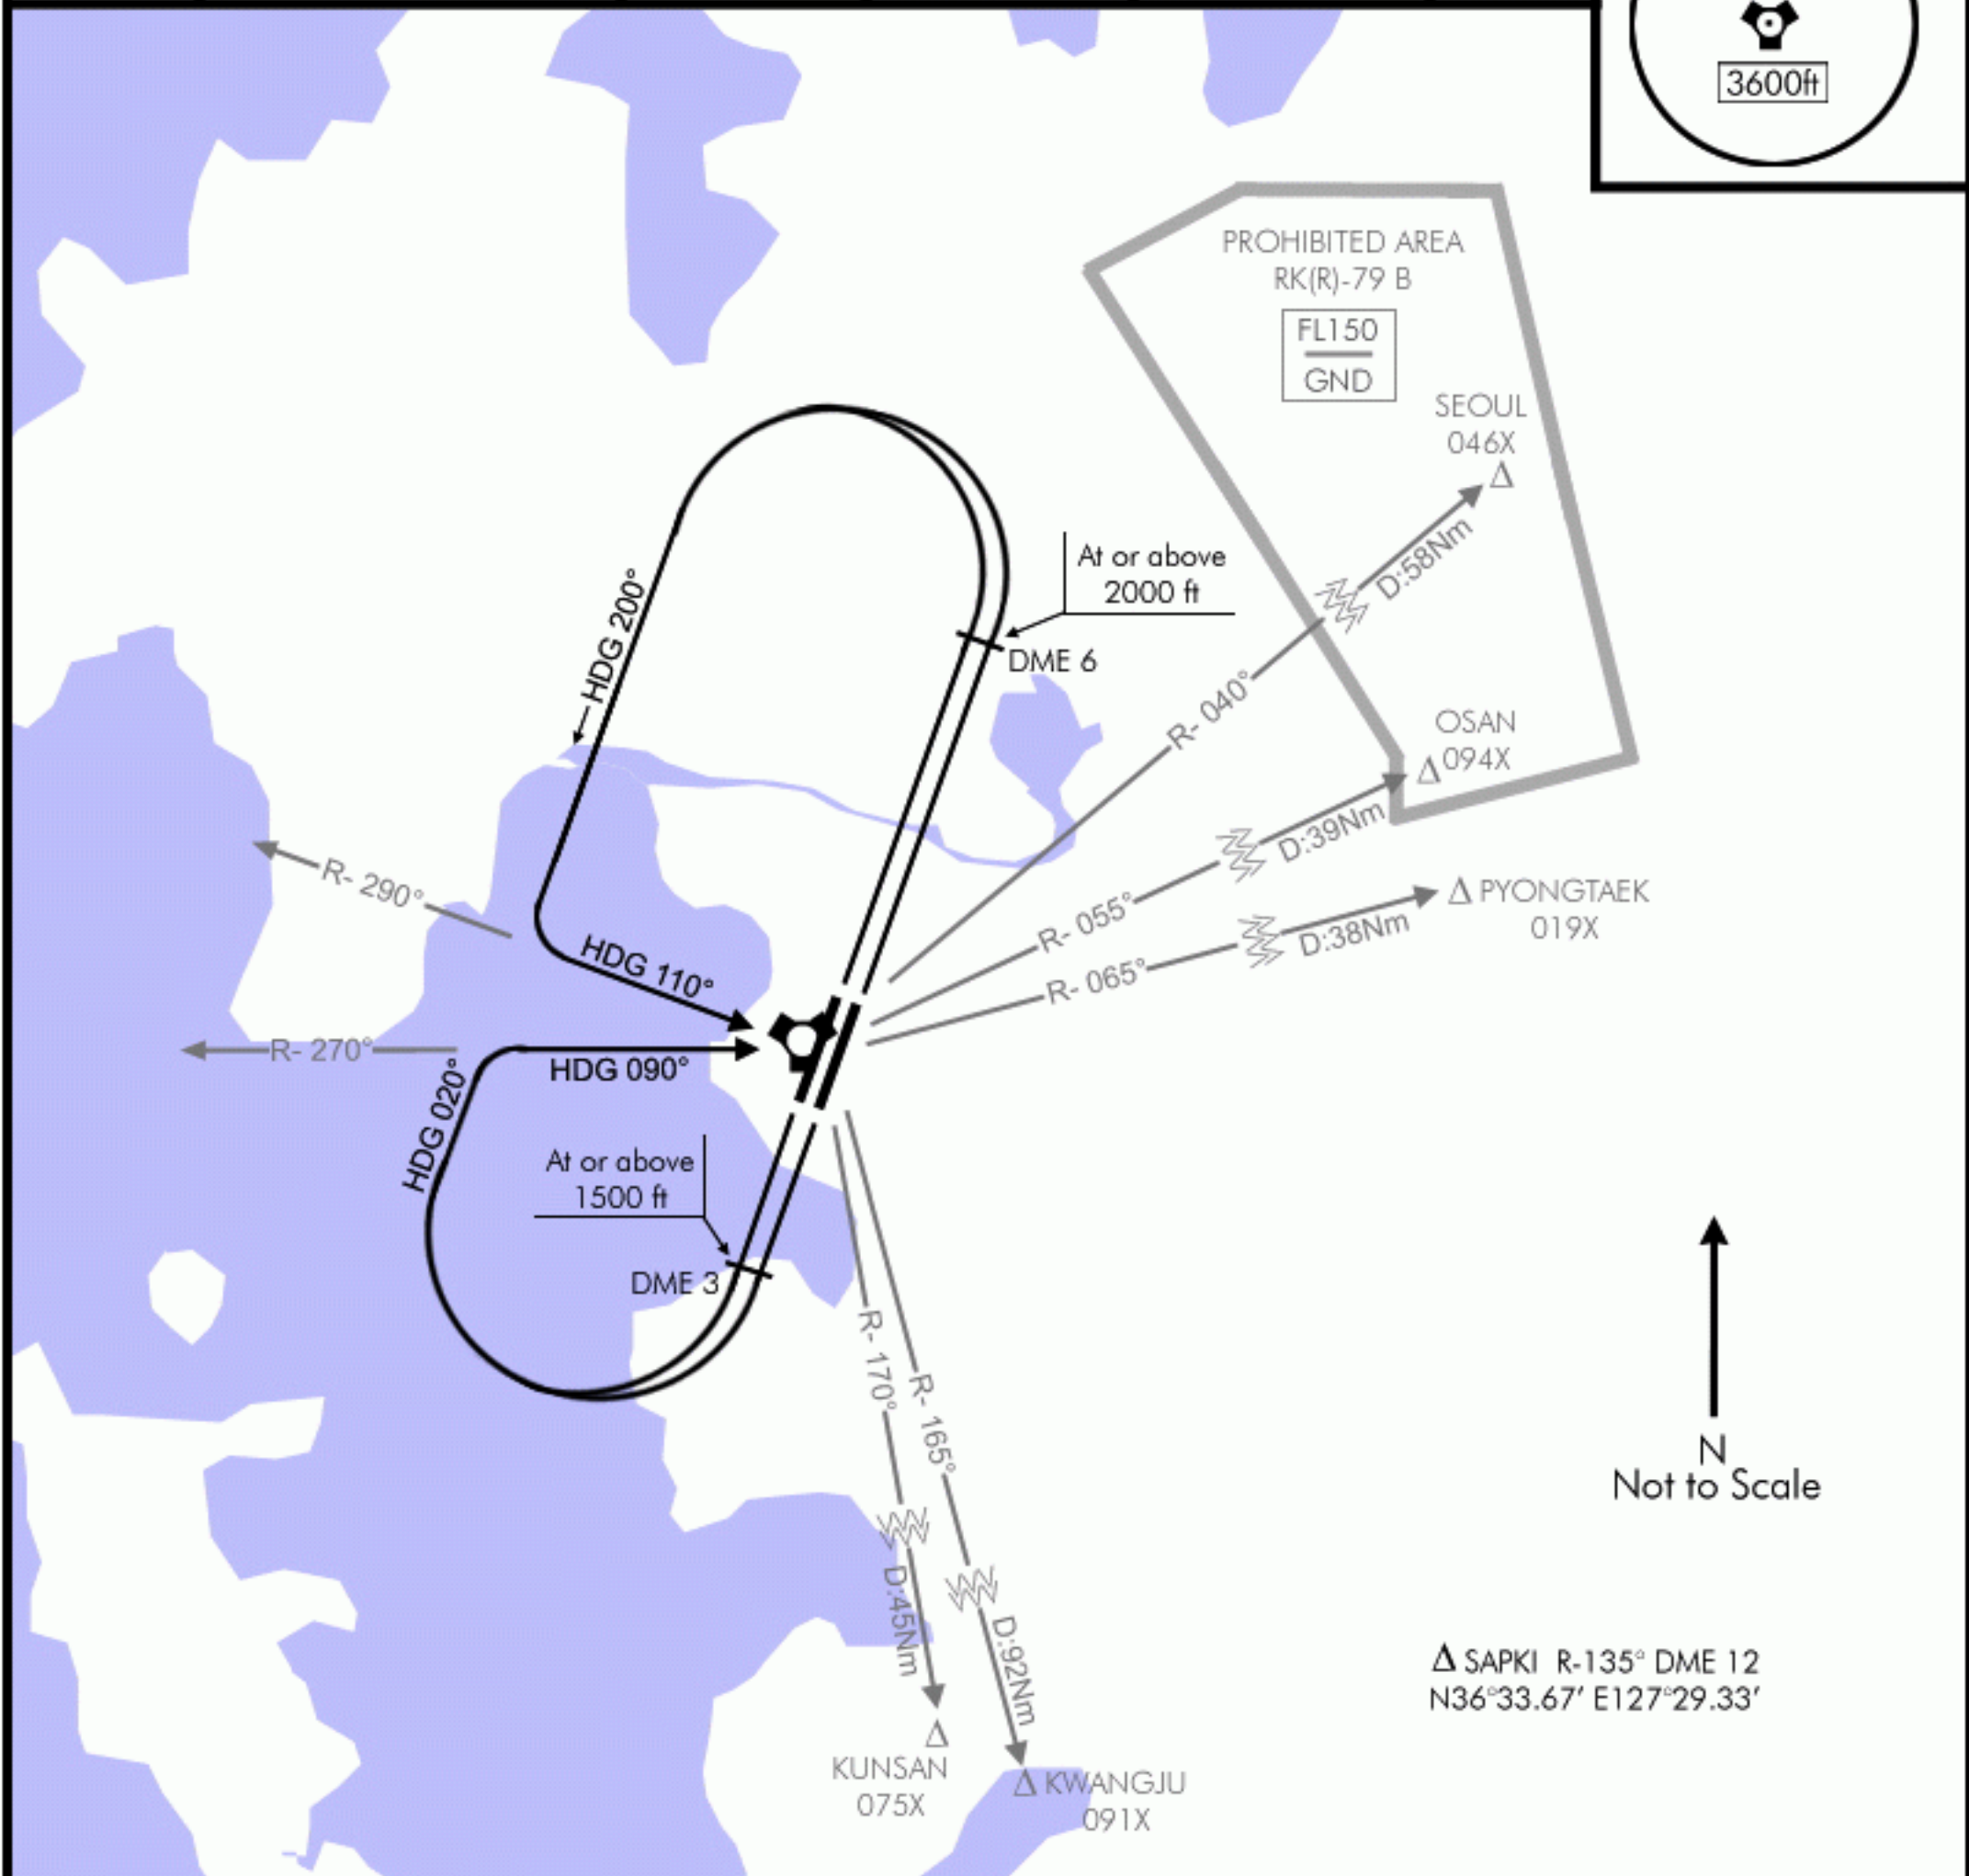 3600ft
PROHIBITED AREA
RK(R)-79 B
FL150
GND
SEOUL
046X
D:58Nm
At or above
2000 ft
DME 6
HDG 200°
R- 040°
OSAN
094X
D:39Nm
R- 055°
PYONGTAEK
019X
D:38Nm
R- 065°
R- 290°
HDG 110°
R- 270°
HDG 090°
HDG 020°
At or above
1500 ft
DME 3
R- 170°
R- 165°
D:45Nm
D:92Nm
KUNSAN
075X
KWANGJU
091X
N
Not to Scale
Δ SAPKI R-135° DME 12
N36°33.67′ E127°29.33′